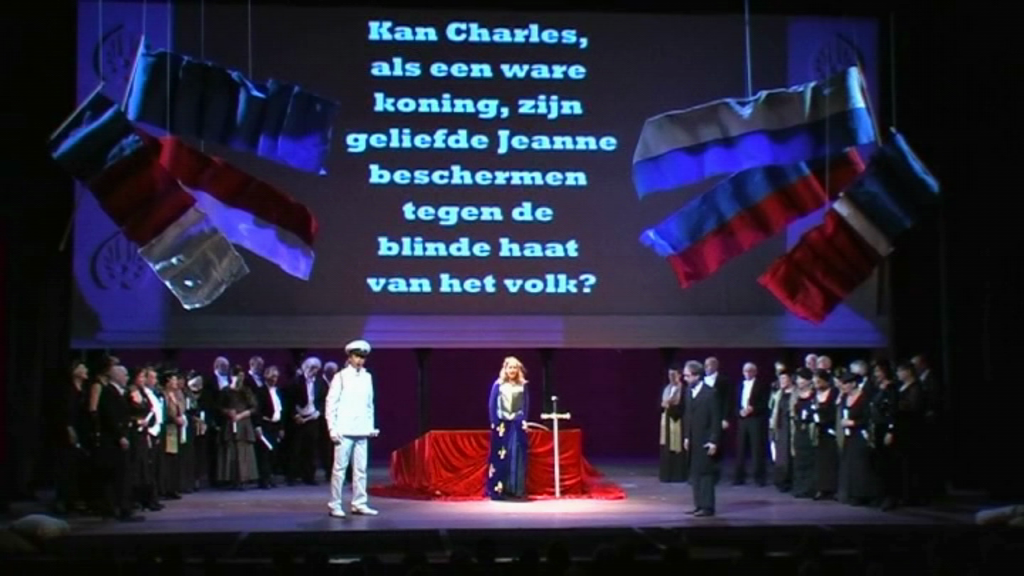 Kan Charles,
als een ware
koning, zijn
geliefde Jeanne
beschermen
tegen de
blinde haat
van het volk?